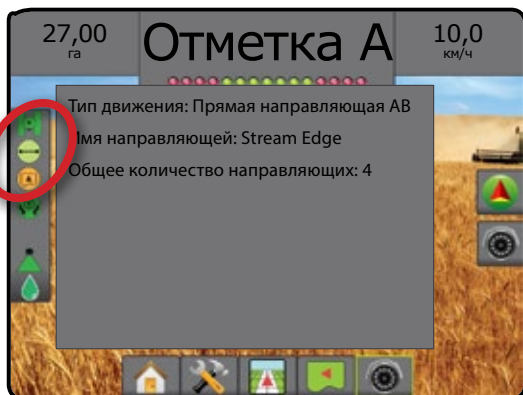 27,00
га
Отметка А
10,0
км/ч
Тип движения: Прямая направляющая АВ
Имя направляющей: Stream Edge
Общее количество направляющих: 4